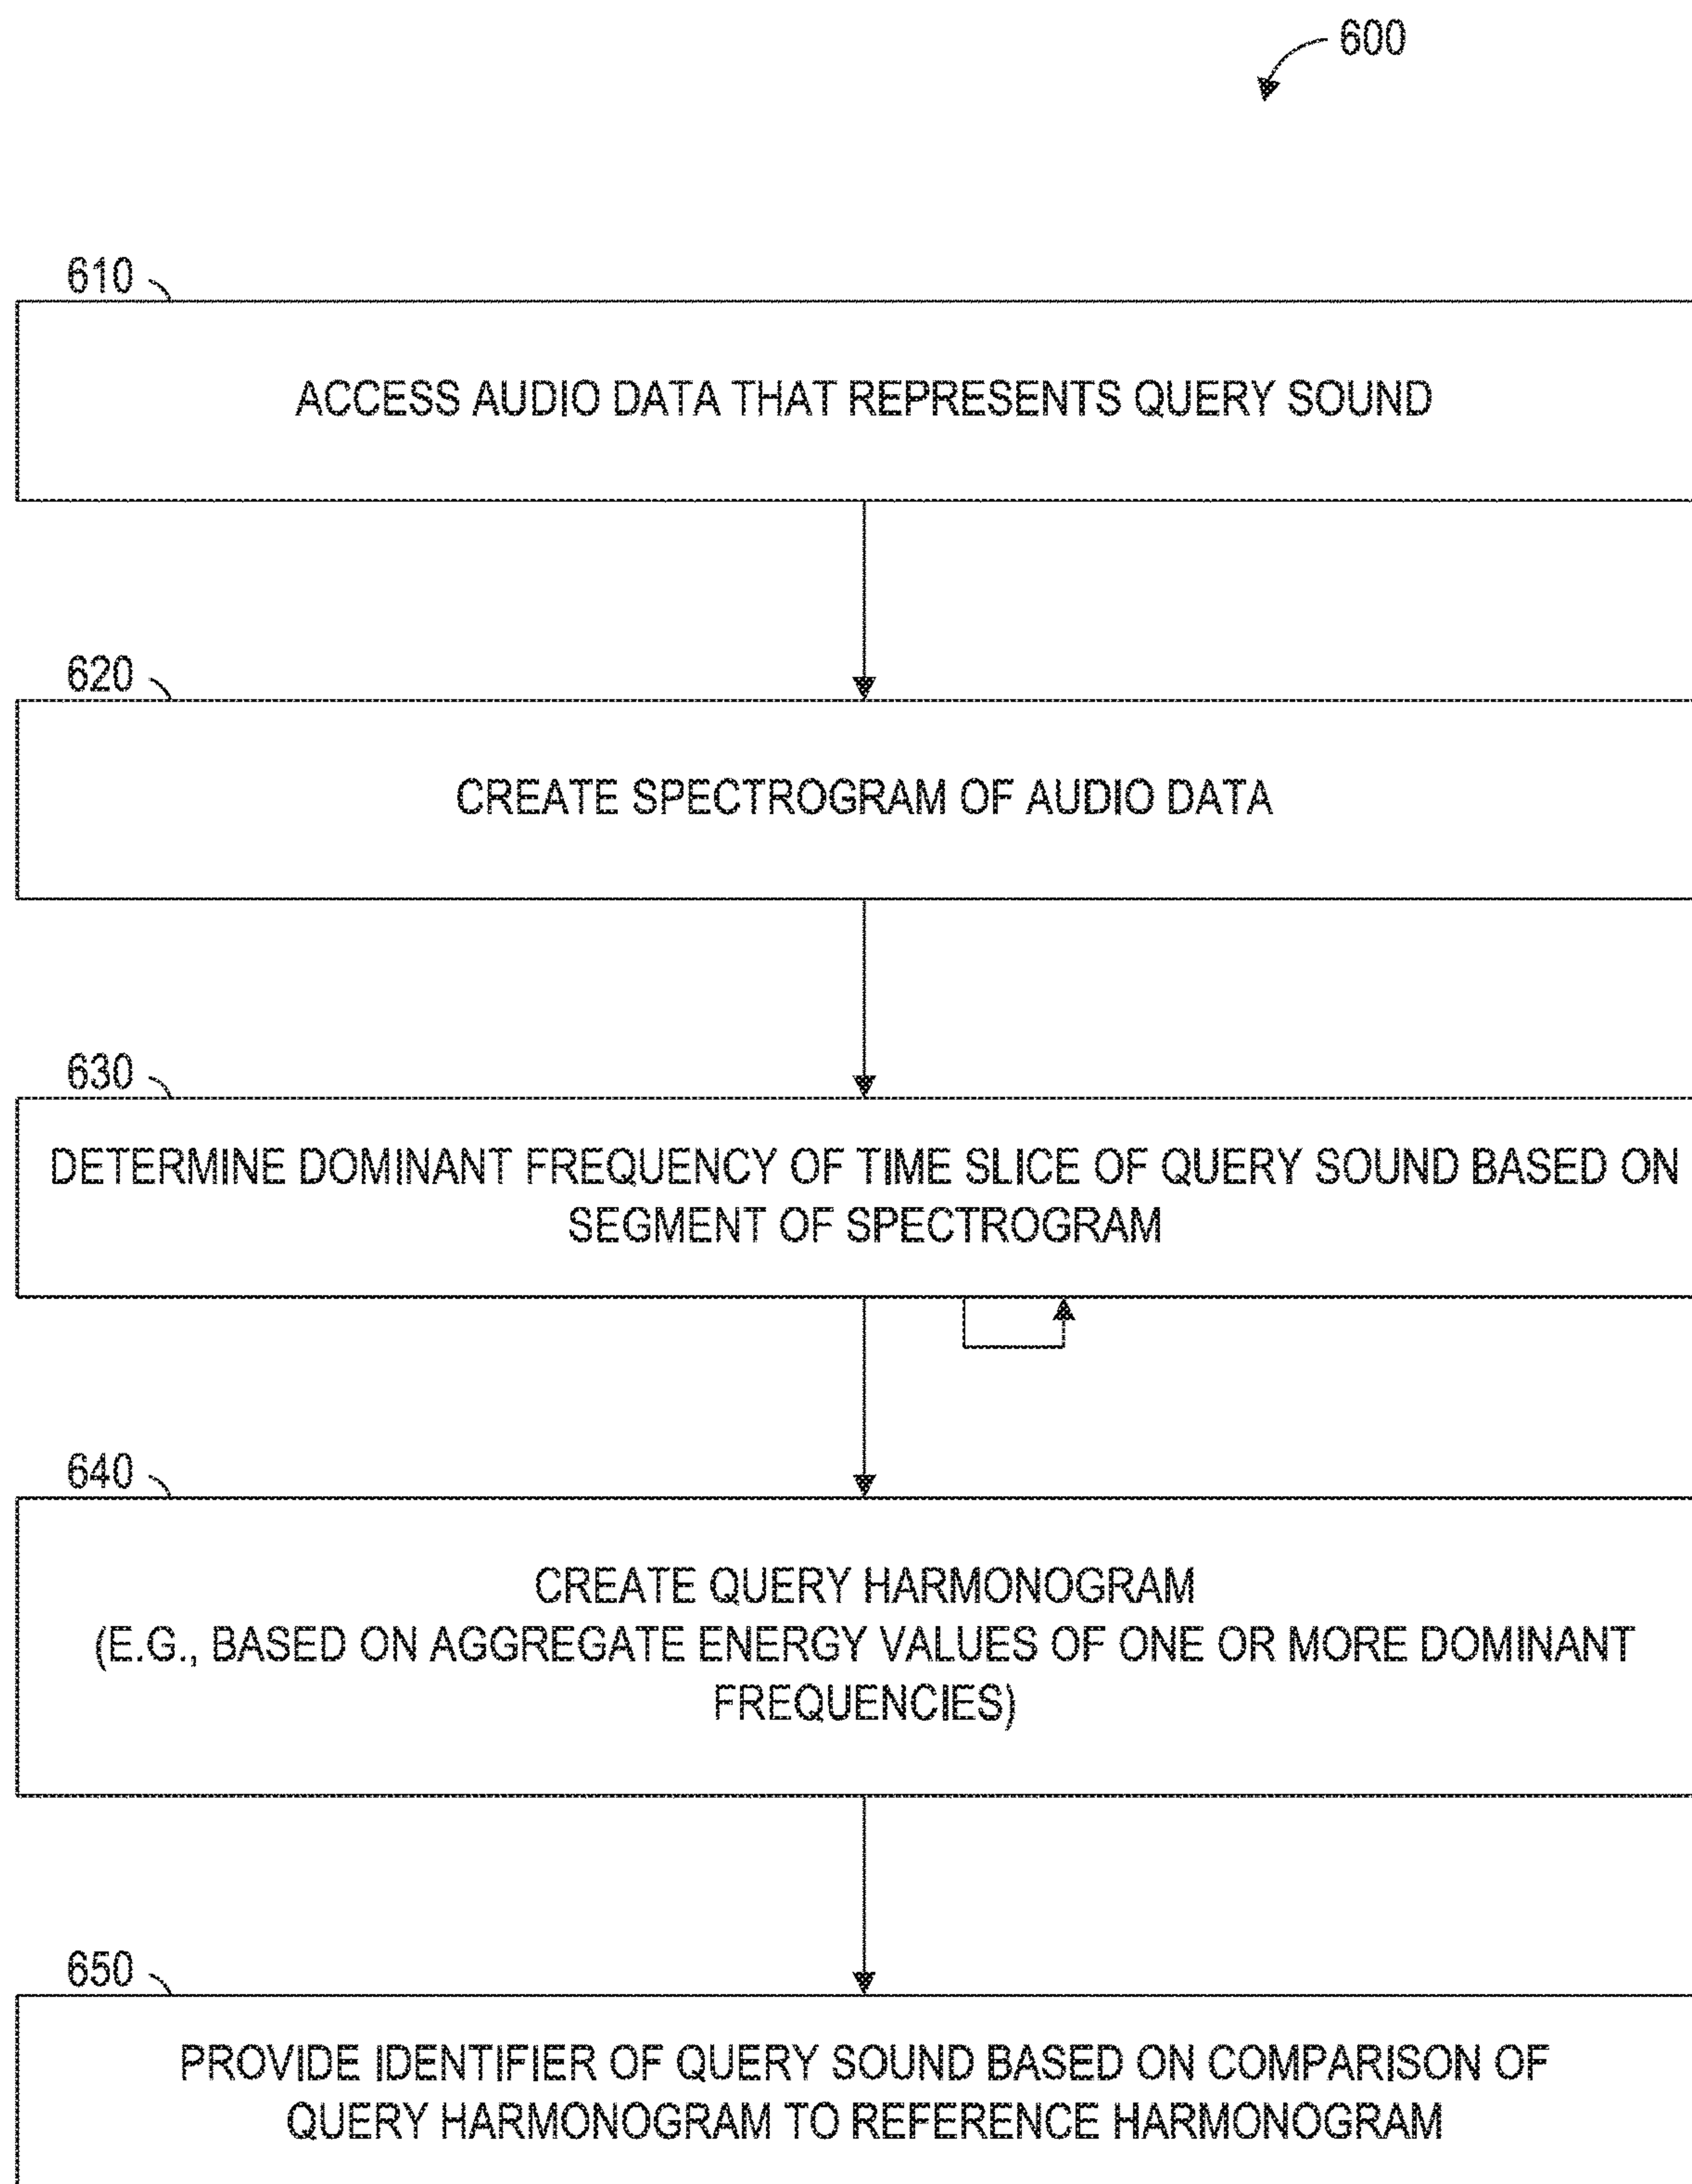 600
610
ACCESS AUDIO DATA THAT REPRESENTS QUERY SOUND
620
CREATE SPECTROGRAM OF AUDIO DATA
630
DETERMINE DOMINANT FREQUENCY OF TIME SLICE OF QUERY SOUND BASED ON
SEGMENT OF SPECTROGRAM
640
CREATE QUERY HARMONOGRAM
(E.G., BASED ON AGGREGATE ENERGY VALUES OF ONE OR MORE DOMINANT
FREQUENCIES)
650
PROVIDE IDENTIFIER OF QUERY SOUND BASED ON COMPARISON OF
QUERY HARMONOGRAM TO REFERENCE HARMONOGRAM